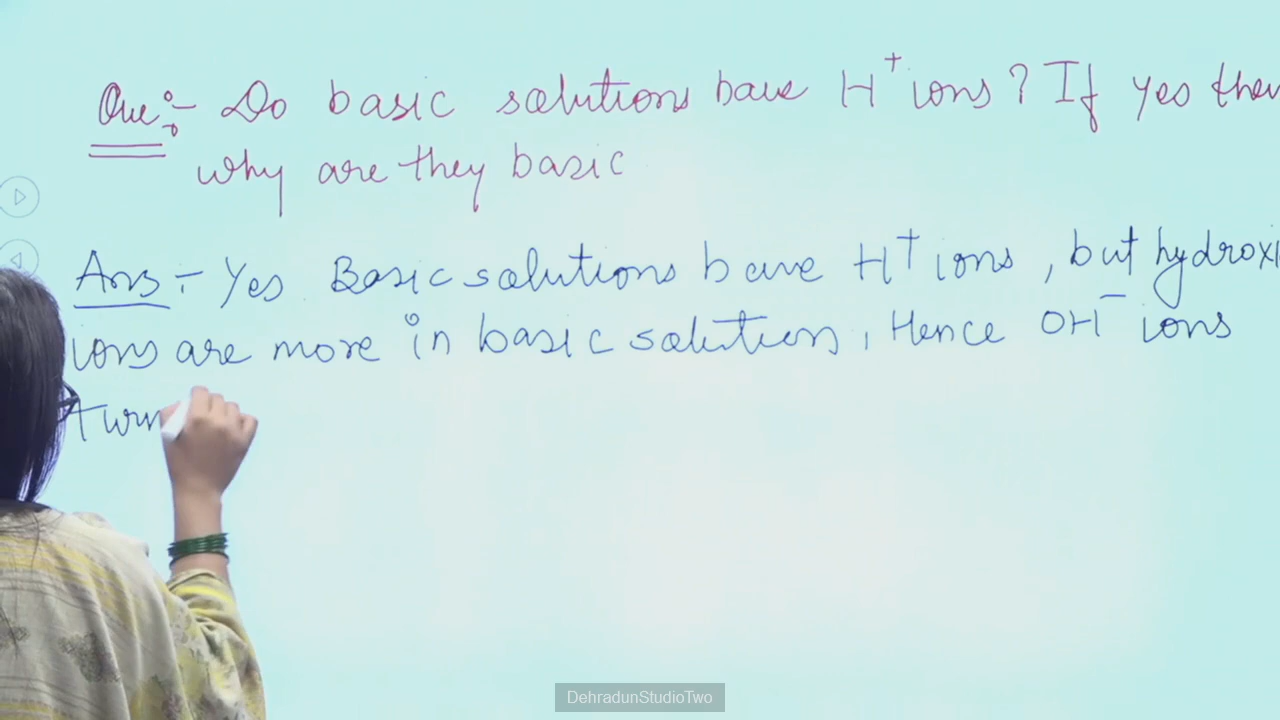 Que:- Do basic solutions have H⁺ ions? If yes then
why are they basic
Ans:- Yes. Basic solutions have H⁺ ions, but hydroxi
ions are more in basic solution, Hence OH⁻ ions
turn
DehradunStudioTwo